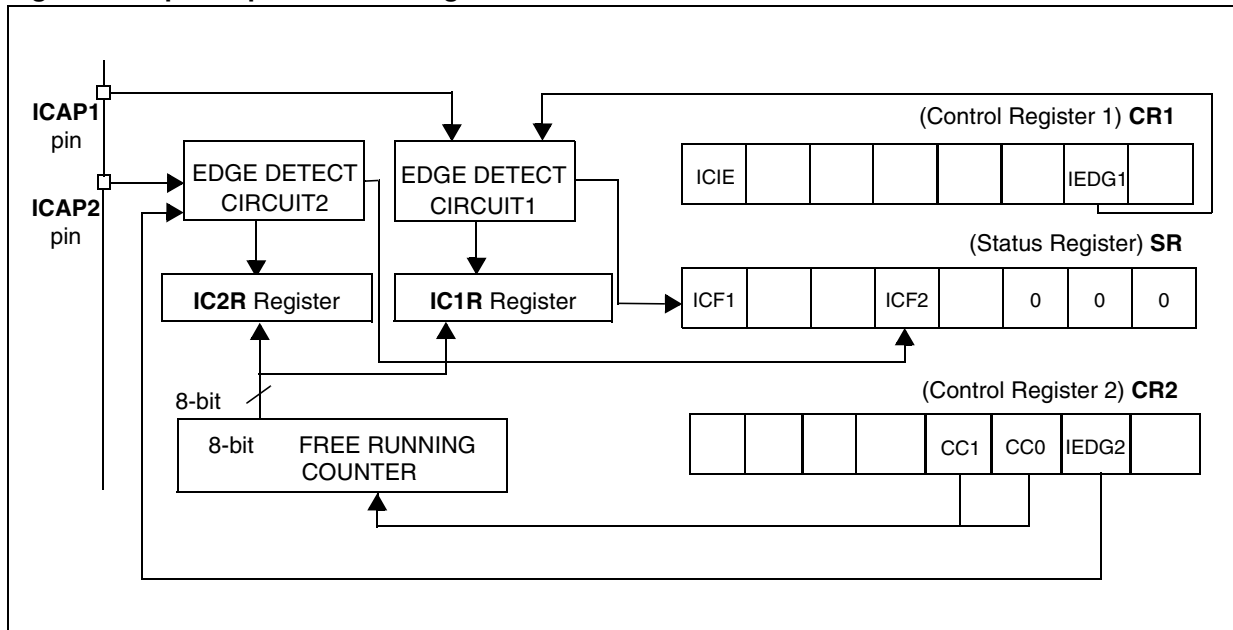 ICAP1
pin
ICAP2
pin
EDGE DETECT
CIRCUIT2
EDGE DETECT
CIRCUIT1
IC2R Register
IC1R Register
8-bit
8-bit FREE RUNNING
COUNTER
(Control Register 1) CR1
ICIE IEDG1
(Status Register) SR
ICF1 ICF2 0 0 0
(Control Register 2) CR2
CC1 CC0 IEDG2